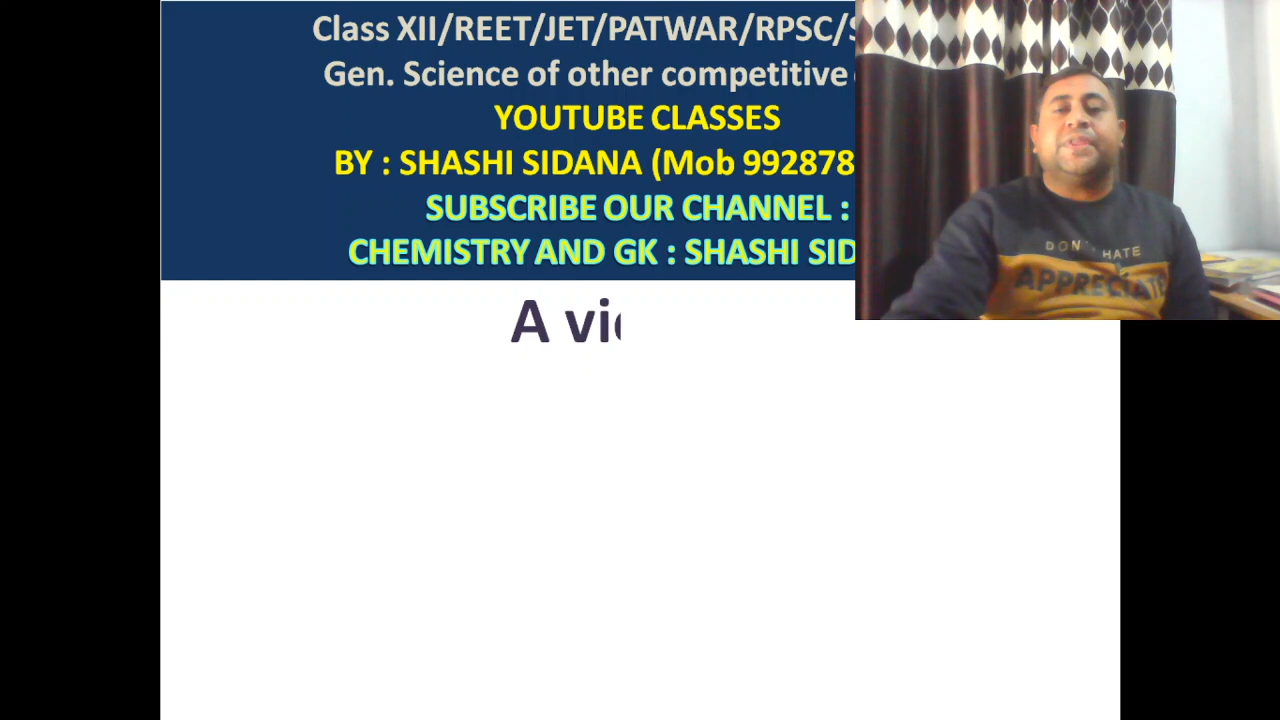 Class XII/REET/JET/PATWAR/RPSC/
Gen. Science of other competitive
YOUTUBE CLASSES
BY : SHASHI SIDANA (Mob 992878
SUBSCRIBE OUR CHANNEL :
CHEMISTRY AND GK : SHASHI SID
A vi
DON'T HATE
APPRECIATE